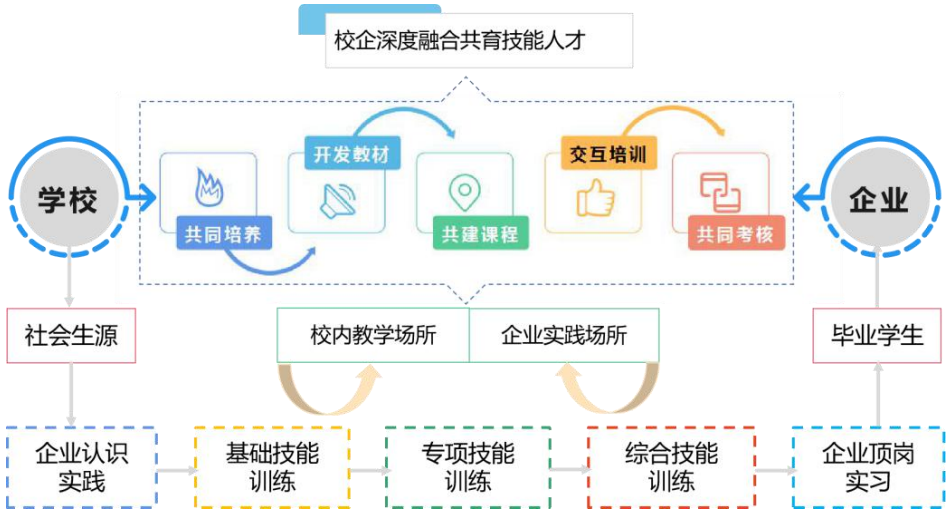 校企深度融合共育技能人才
开发教材
交互培训
学校
企业
共同培养
共建课程
共同考核
社会生源
校内教学场所
企业实践场所
毕业学生
企业认识
实践
基础技能
训练
专项技能
训练
综合技能
训练
企业顶岗
实习